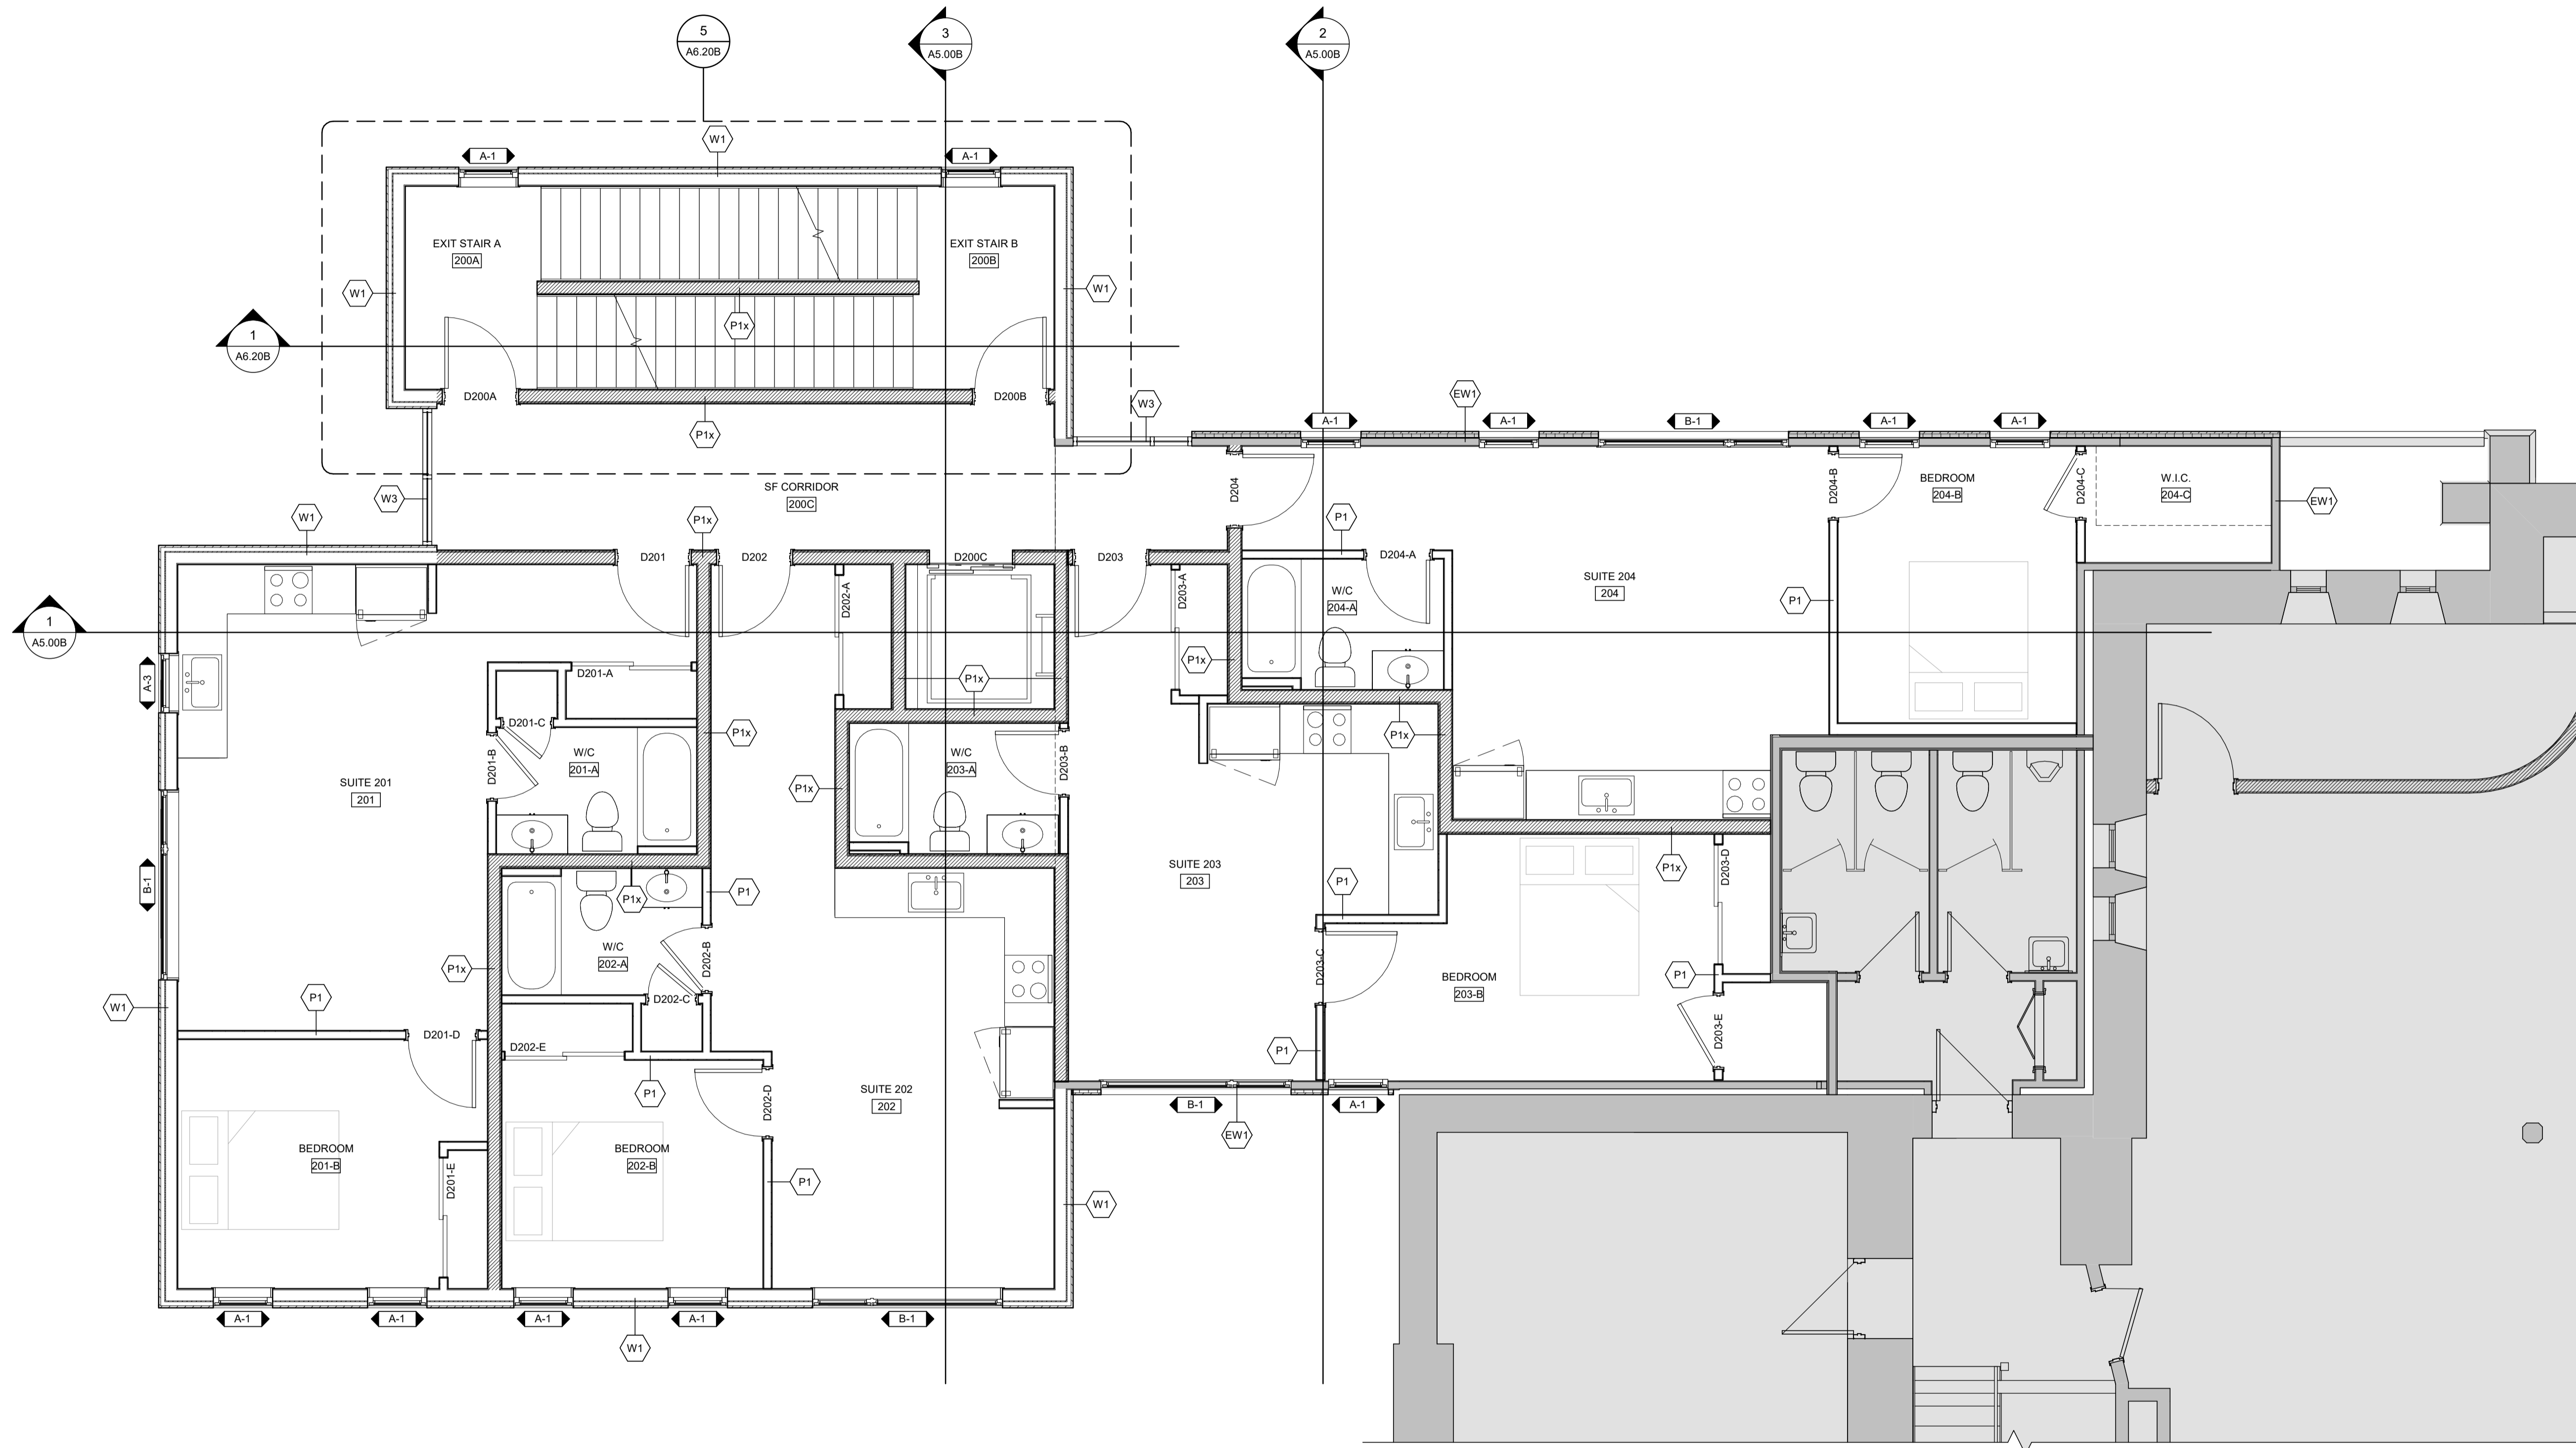 5
A6.20B
3
A5.00B
2
A5.00B
W1
A-1
A-1
EXIT STAIR A
200A
EXIT STAIR B
200B
W1
W1
P1x
1
A6.20B
D200A
D200B
P1x
W3
EW1
A-1
A-1
B-1
A-1
A-1
SF CORRIDOR
200C
W3
W1
P1x
D204
P1
D204-B
BEDROOM
204-B
D204-C
W.I.C.
204-C
EW1
D201
D202
D200C
D203
D204-A
1
A5.00B
D202-A
D203-A
W/C
204-A
SUITE 204
204
P1
A-3
D201-A
P1x
P1x
D201-C
P1x
P1x
D201-B
W/C
201-A
W/C
203-A
D203-B
SUITE 201
201
P1x
B-1
P1x
P1
SUITE 203
203
P1
P1x
D203-D
W/C
202-A
D202-B
P1x
D203-C
BEDROOM
203-B
P1
W1
P1
D202-C
D201-D
D202-E
D203-E
P1
P1
SUITE 202
202
D202-D
B-1
A-1
EW1
BEDROOM
201-B
D201-E
BEDROOM
202-B
P1
W1
A-1
A-1
A-1
A-1
B-1
W1